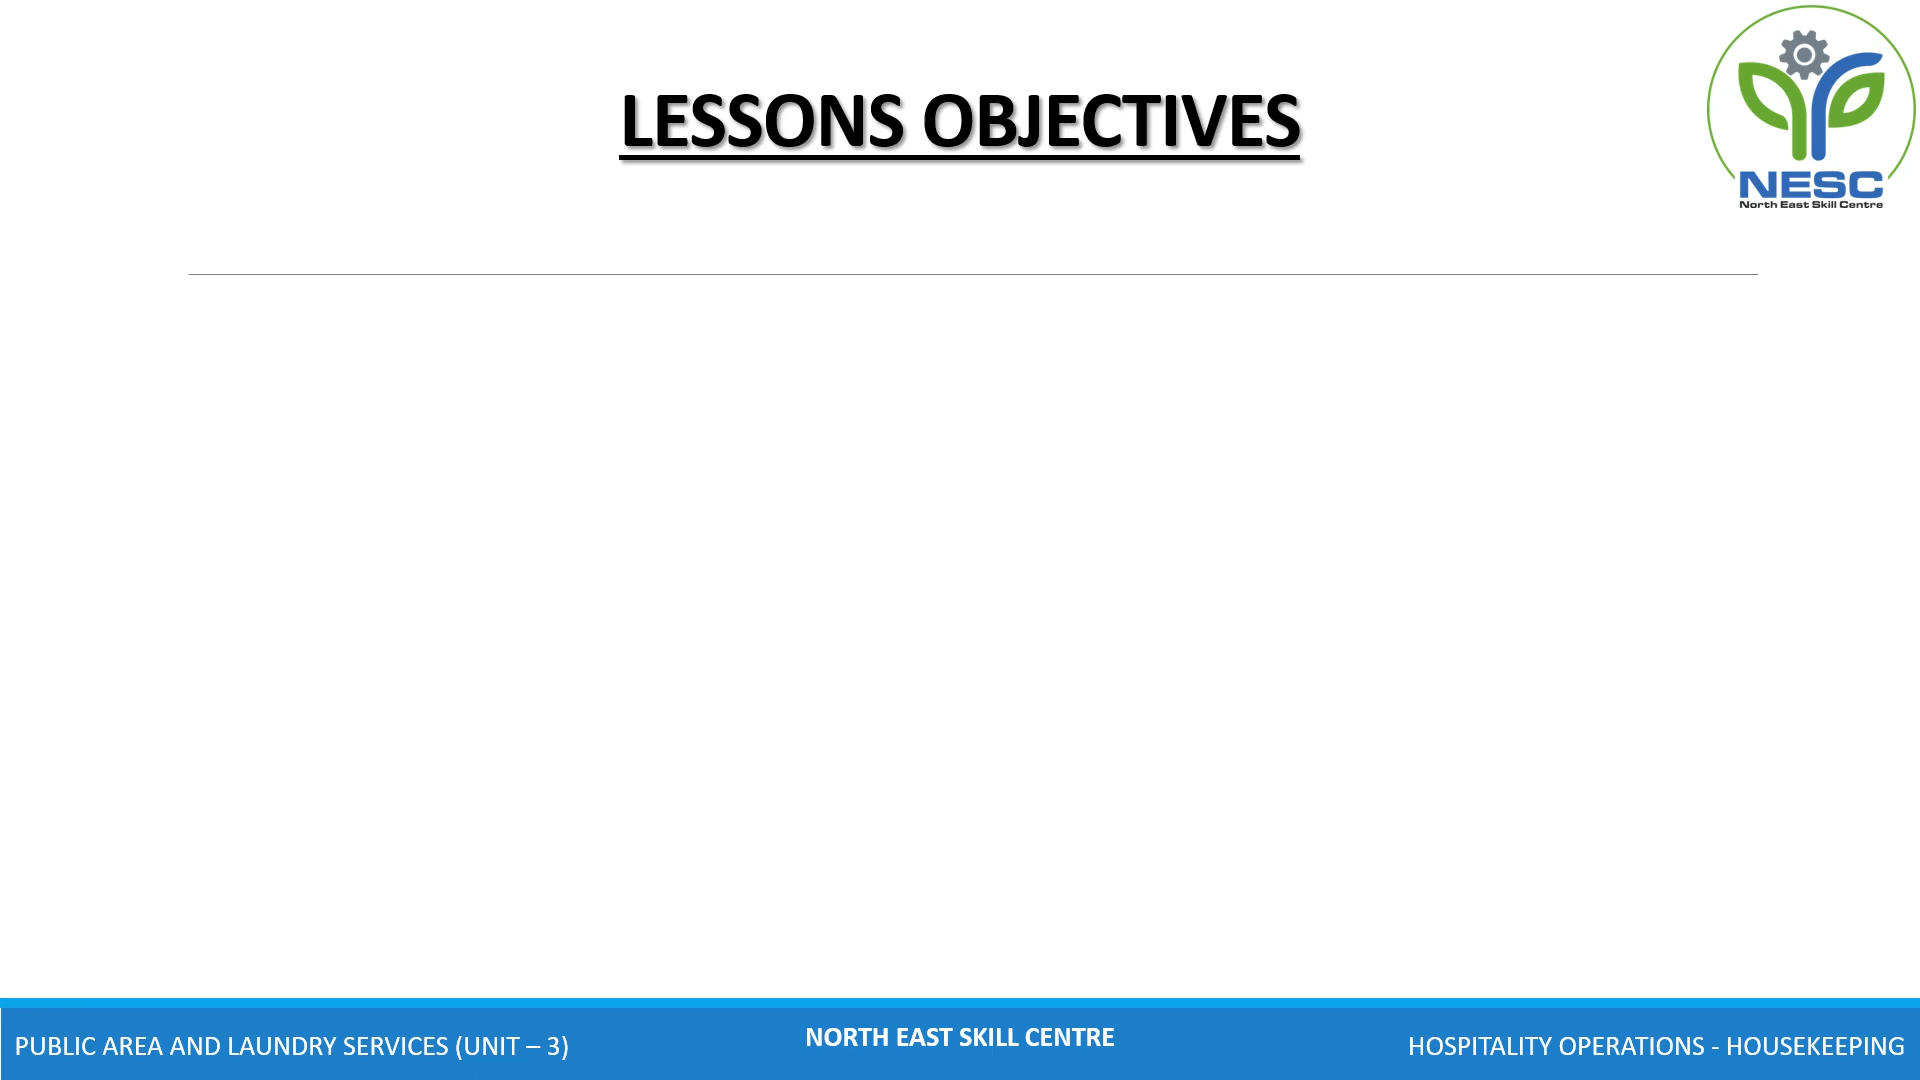 LESSONS OBJECTIVES
NESC
North East Skill Centre
PUBLIC AREA AND LAUNDRY SERVICES (UNIT – 3)
NORTH EAST SKILL CENTRE
HOSPITALITY OPERATIONS - HOUSEKEEPING